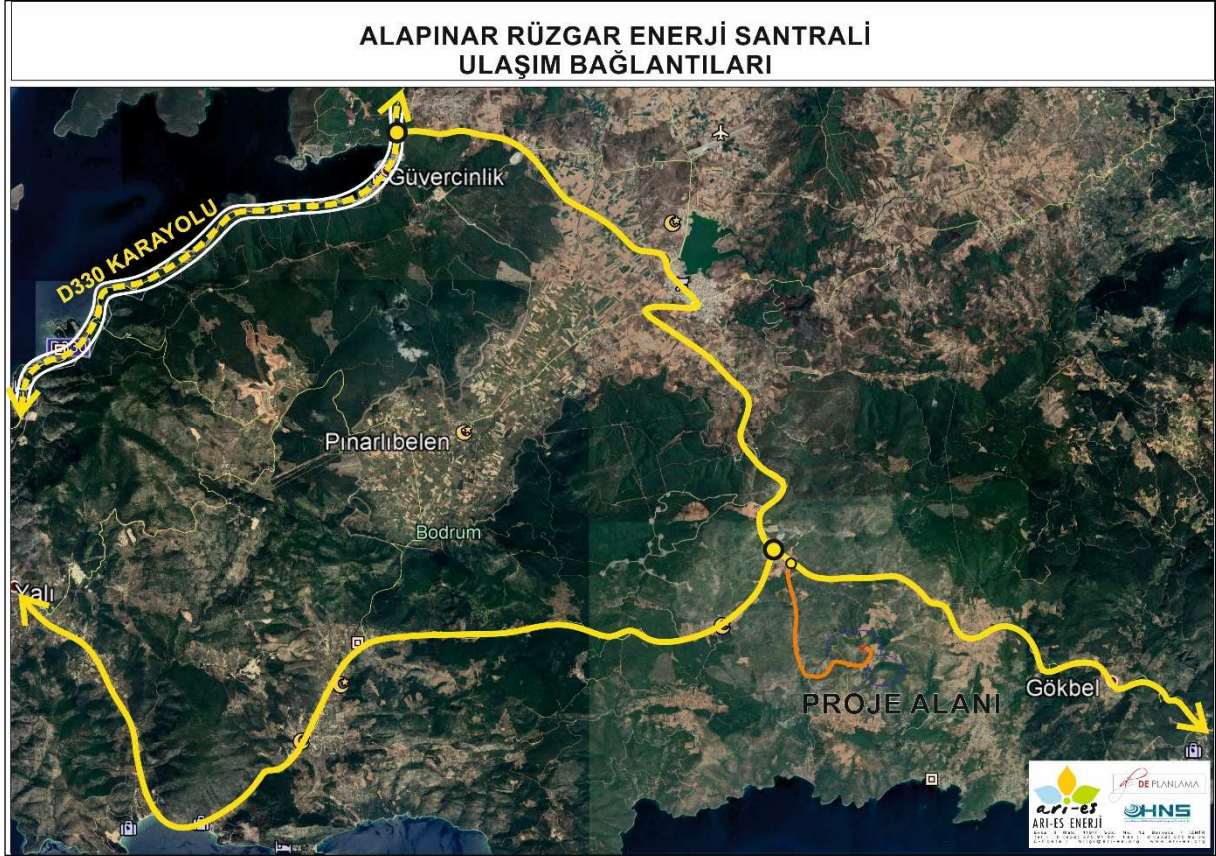 ALAPINAR RÜZGAR ENERJİ SANTRALİ
ULAŞIM BAĞLANTILARI
Güvercinlik
D330 KARAYOLU
Pınarlıbelen
Bodrum
Yalı
Gökbel
PROJE ALANI
arı-es
ARI-ES ENERJİ
DE PLANLAMA
HNS